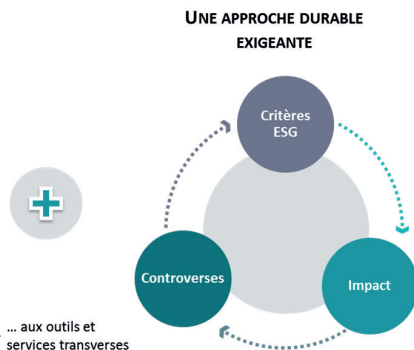 UNE APPROCHE DURABLE
EXIGEANTE
Critères
ESG
Controverses
Impact
... aux outils et
services transverses